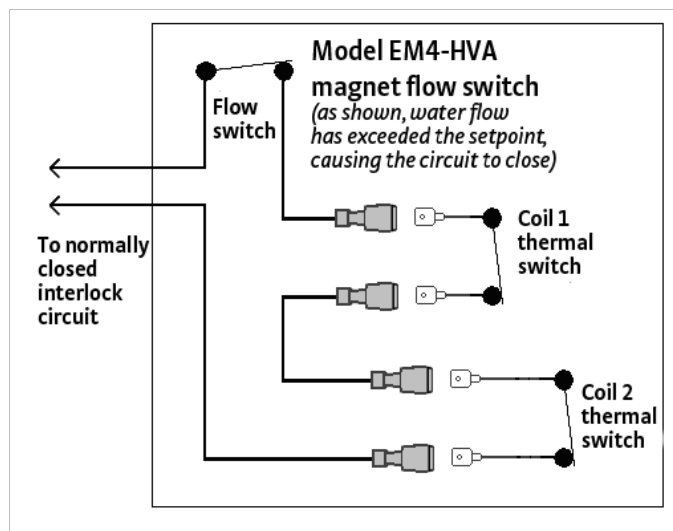 Model EM4-HVA
magnet flow switch
(as shown, water flow
has exceeded the setpoint,
causing the circuit to close)
Flow
switch
To normally
closed
interlock
circuit
Coil 1
thermal
switch
Coil 2
thermal
switch